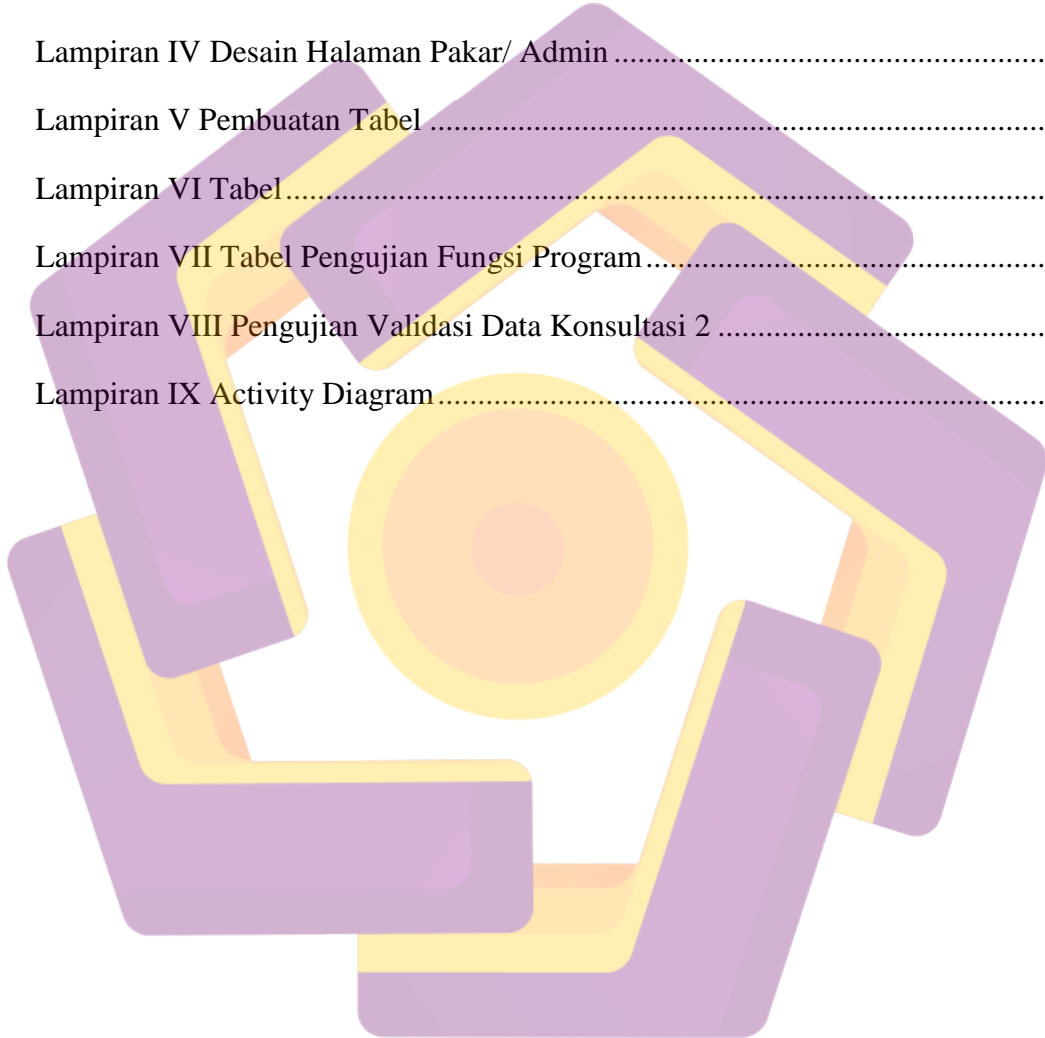 Lampiran IV Desain Halaman Pakar/ Admin ....................................................
Lampiran V Pembuatan Tabel ..........................................................................
Lampiran VI Tabel............................................................................................
Lampiran VII Tabel Pengujian Fungsi Program................................................
Lampiran VIII Pengujian Validasi Data Konsultasi 2 .......................................
Lampiran IX Activity Diagram.........................................................................